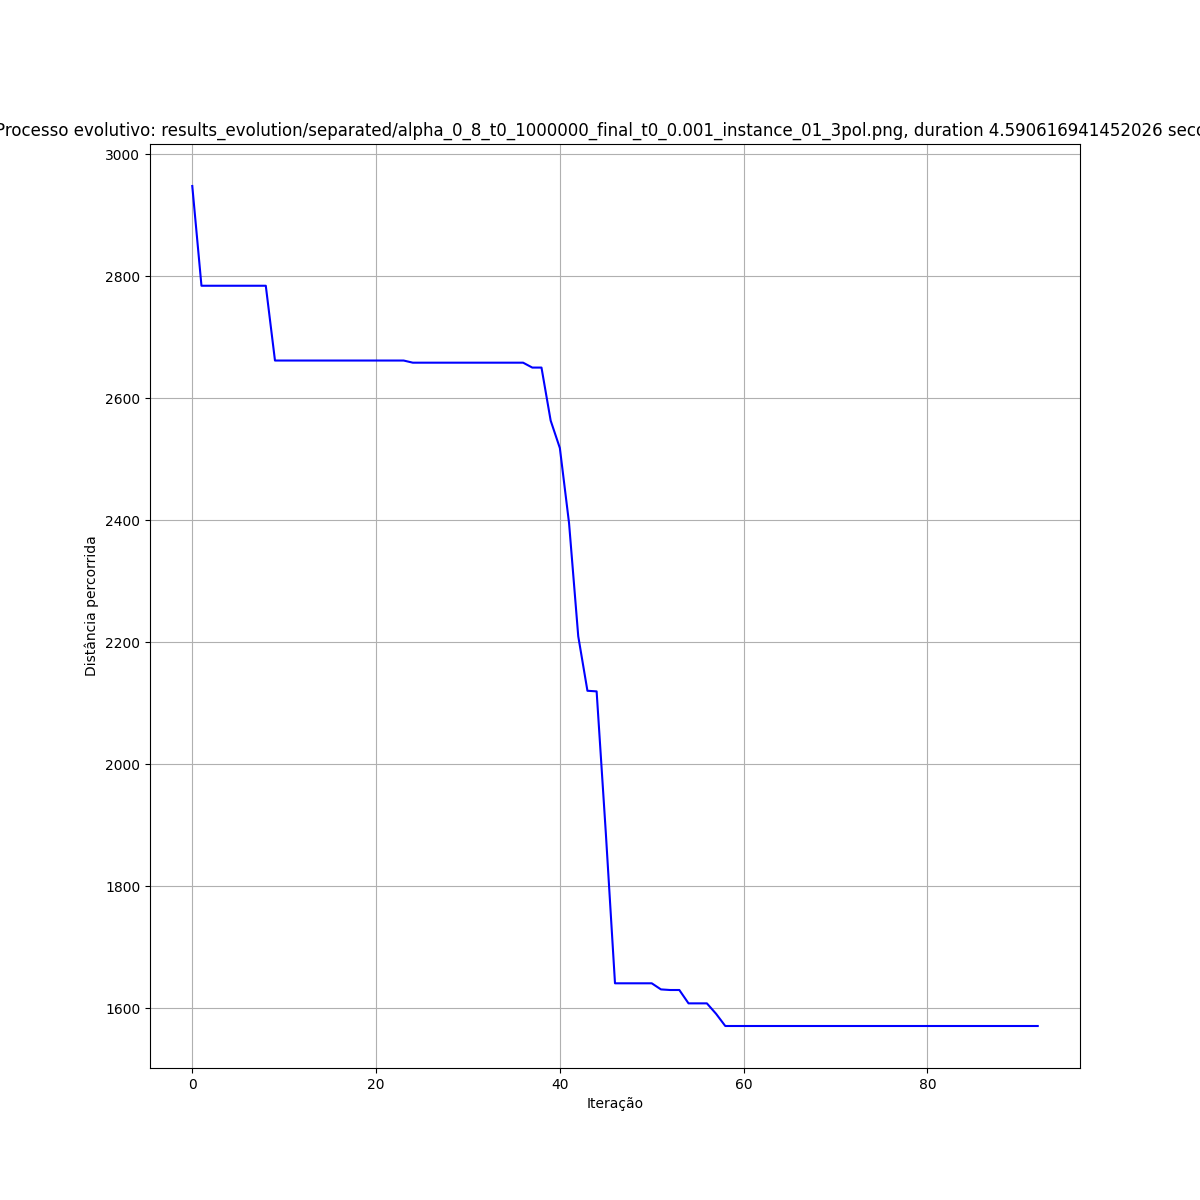 Processo evolutivo: results_evolution/separated/alpha_0_8_t0_1000000_final_t0_0.001_instance_01_3pol.png, duration 4.590616941452026 seco
3000
2800
2600
2400
2200
2000
1800
1600
Distância percorrida
0 20 40 60 80
Iteração